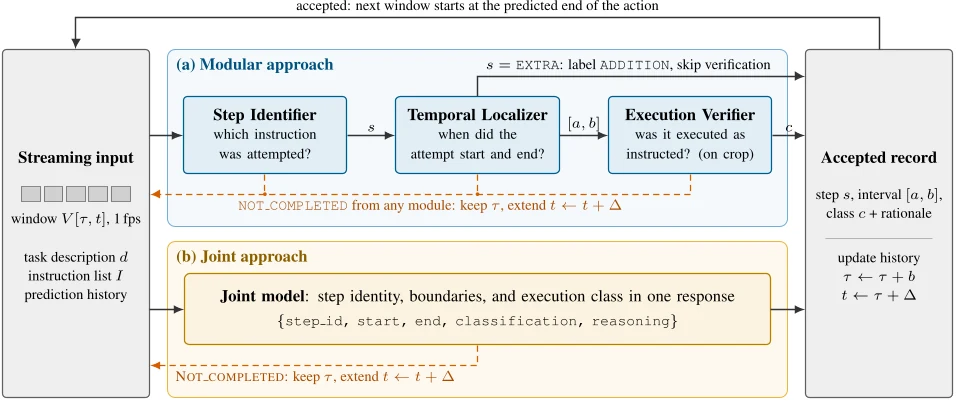 accepted: next window starts at the predicted end of the action
Streaming input
window V[τ, t], 1 fps
task description d
instruction list I
prediction history
(a) Modular approach
s = EXTRA: label ADDITION, skip verification
Step Identifier
which instruction
was attempted?
s
Temporal Localizer
when did the
attempt start and end?
[a, b]
Execution Verifier
was it executed as
instructed? (on crop)
c
NOT_COMPLETED from any module: keep τ, extend t ← t + Δ
(b) Joint approach
Joint model: step identity, boundaries, and execution class in one response
{step_id, start, end, classification, reasoning}
NOT_COMPLETED: keep τ, extend t ← t + Δ
Accepted record
step s, interval [a, b],
class c + rationale
update history
τ ← τ + b
t ← τ + Δ